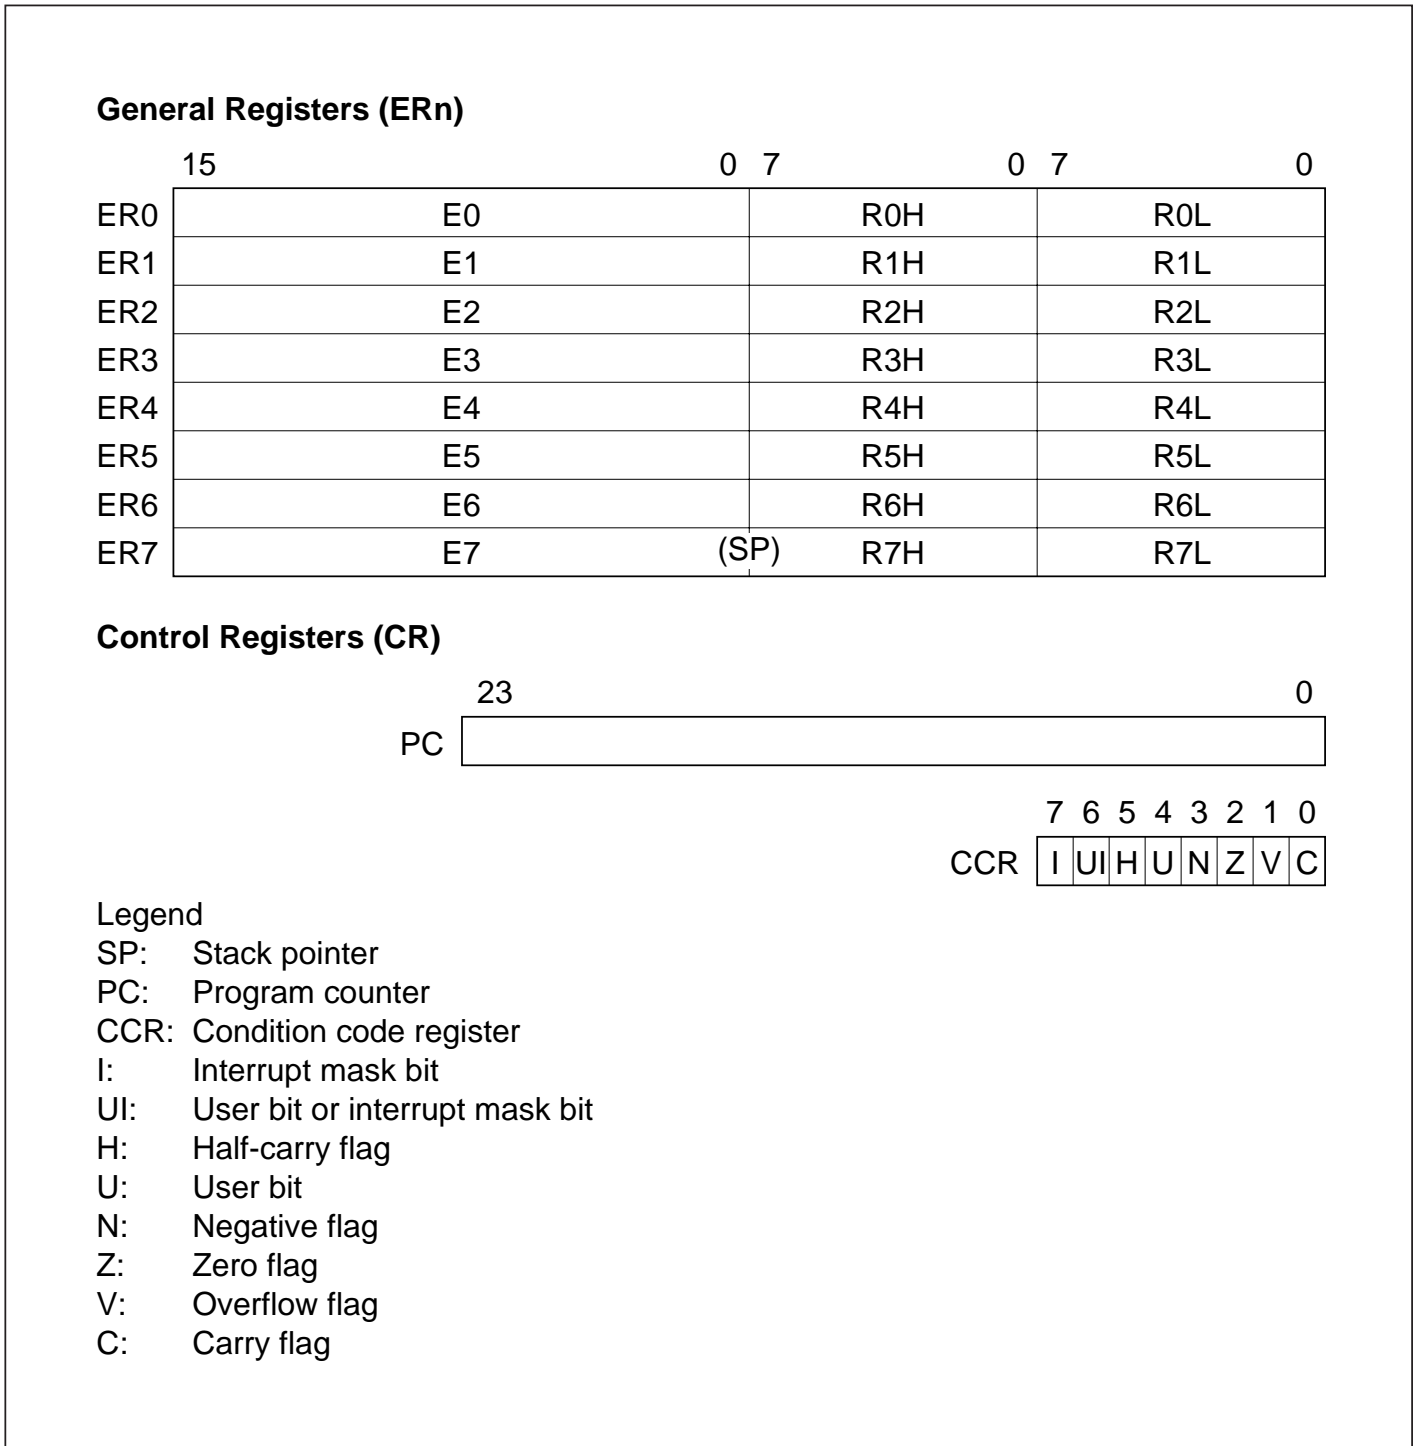 General Registers (ERn)
15 0 7 0 7 0
ER0 E0 R0H R0L
ER1 E1 R1H R1L
ER2 E2 R2H R2L
ER3 E3 R3H R3L
ER4 E4 R4H R4L
ER5 E5 R5H R5L
ER6 E6 R6H R6L
ER7 E7 (SP) R7H R7L
Control Registers (CR)
23 0
PC
7 6 5 4 3 2 1 0
CCR I UI H U N Z V C
Legend
SP: Stack pointer
PC: Program counter
CCR: Condition code register
I: Interrupt mask bit
UI: User bit or interrupt mask bit
H: Half-carry flag
U: User bit
N: Negative flag
Z: Zero flag
V: Overflow flag
C: Carry flag